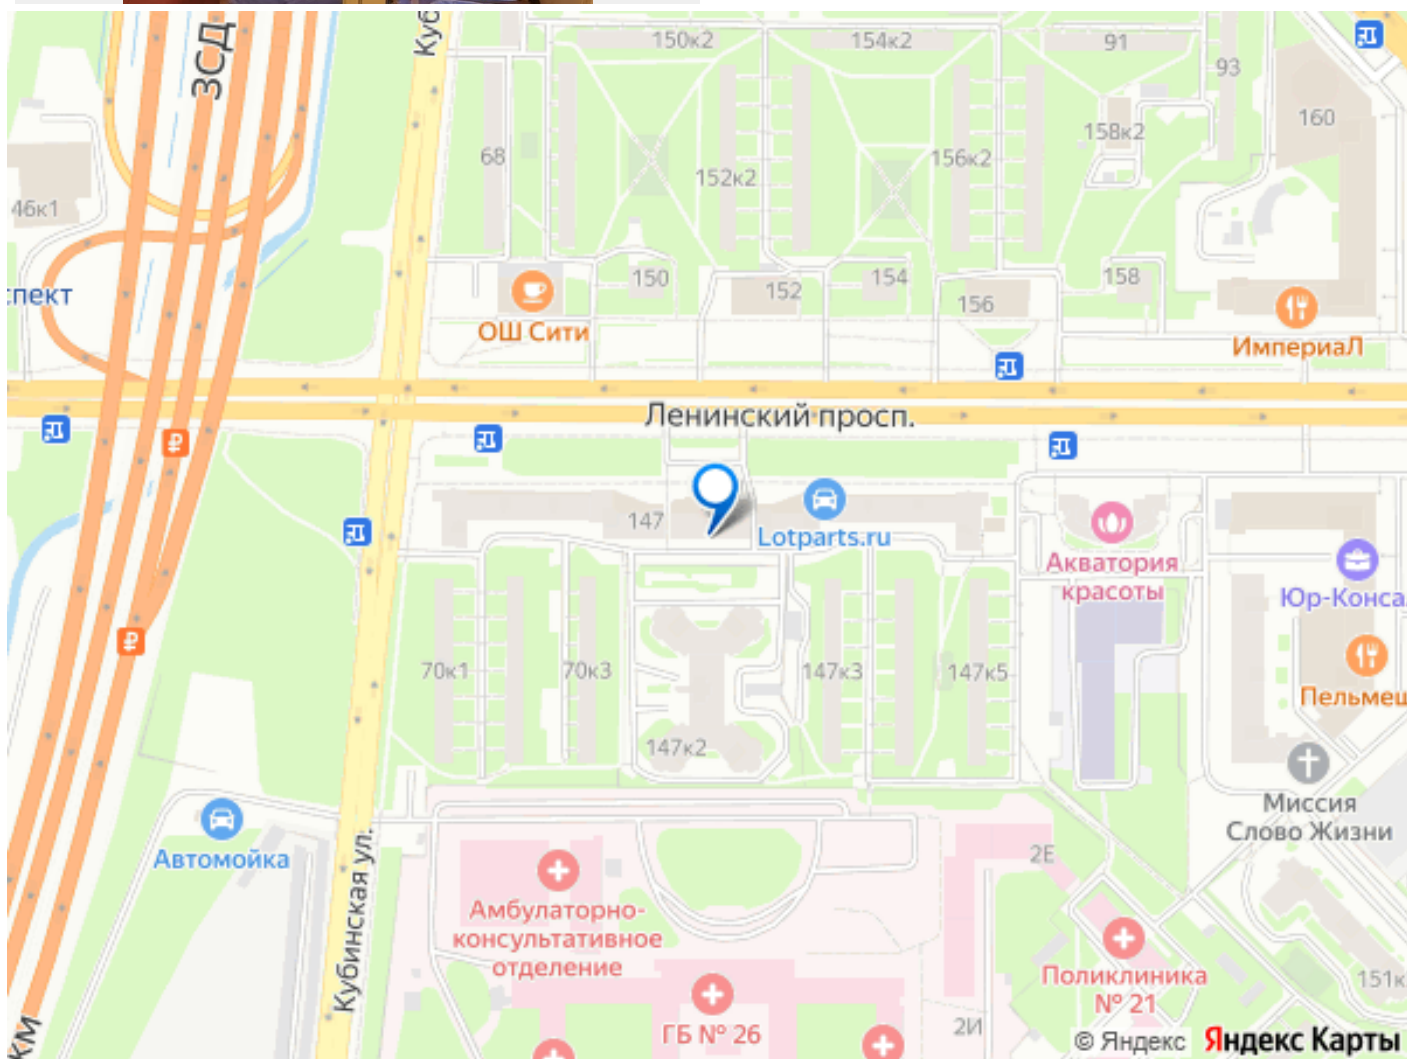 ЗСД
Куб
150к2
154к2
91
93
160
158к2
68
152к2
156к2
46к1
150
152
154
156
158
спект
ОШ Сити
ИмпериаЛ
Ленинский просп.
147
Lotparts.ru
Акватория
красоты
Юр-Конса
70к1
70к3
147к3
147к5
Пельмеш
147к2
Миссия
Слово Жизни
Автомойка
Кубинская ул.
2Е
Амбулаторно-
консультативное
отделение
Поликлиника
№ 21
151к
ГБ № 26
2И
КМ
© Яндекс Яндекс Карты